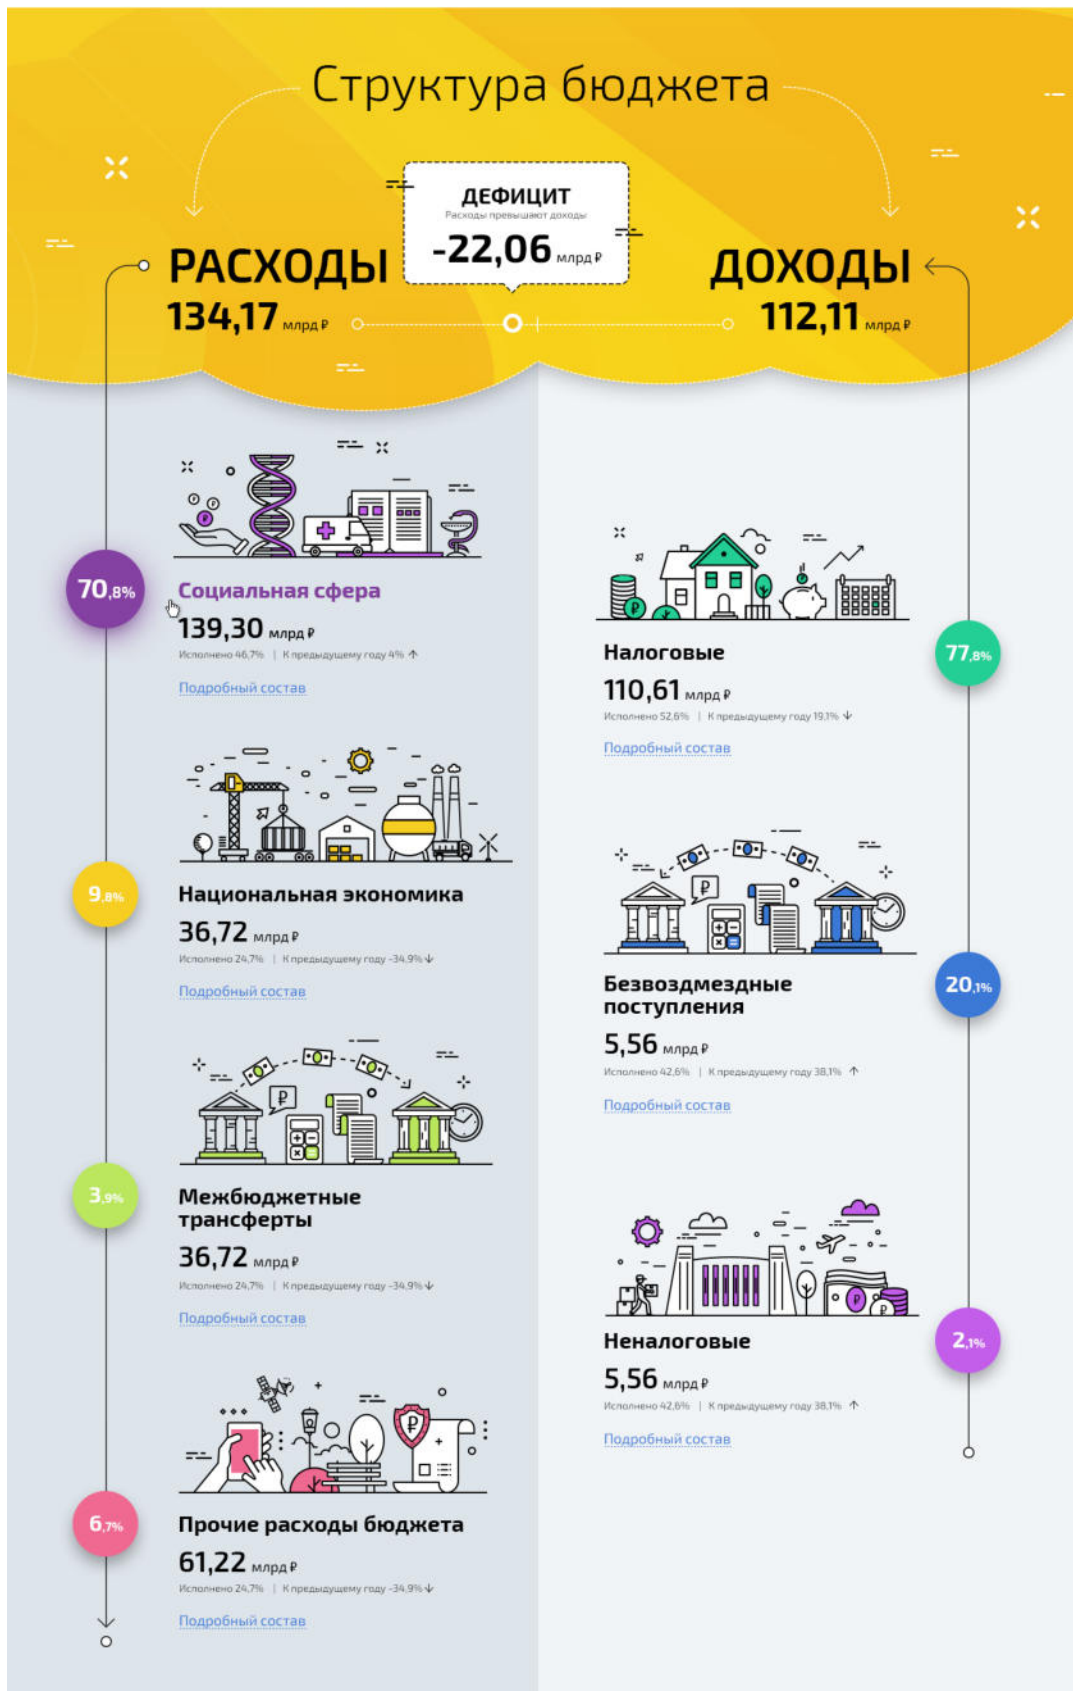 Структура бюджета
ДЕФИЦИТ
Расходы превышают доходы
-22,06 млрд ₽
РАСХОДЫ
134,17 млрд ₽
ДОХОДЫ
112,11 млрд ₽
70,8%
Социальная сфера
139,30 млрд ₽
Исполнено 46,7% | К предыдущему году 4% ↑
Подробный состав
9,8%
Национальная экономика
36,72 млрд ₽
Исполнено 24,7% | К предыдущему году -34,9% ↓
Подробный состав
3,9%
Межбюджетные
трансферты
36,72 млрд ₽
Исполнено 24,7% | К предыдущему году -34,9% ↓
Подробный состав
6,7%
Прочие расходы бюджета
61,22 млрд ₽
Исполнено 24,7% | К предыдущему году -34,9% ↓
Подробный состав
Налоговые
77,8%
110,61 млрд ₽
Исполнено 52,6% | К предыдущему году 19,1% ↓
Подробный состав
Безвоздмездные
поступления
20,1%
5,56 млрд ₽
Исполнено 42,6% | К предыдущему году 38,1% ↑
Подробный состав
Неналоговые
2,1%
5,56 млрд ₽
Исполнено 42,6% | К предыдущему году 38,1% ↑
Подробный состав